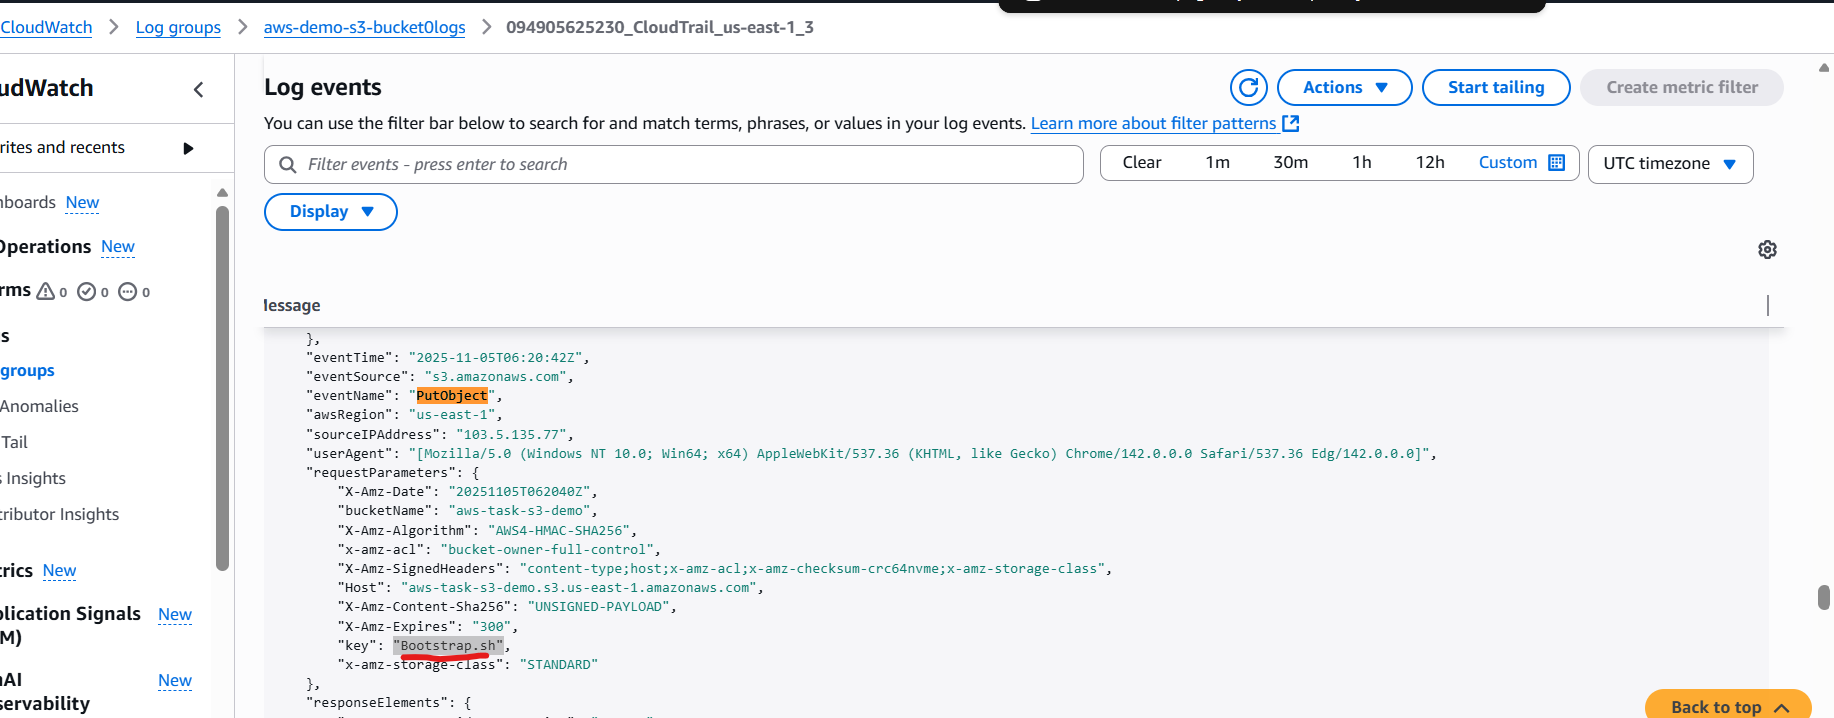 CloudWatch > Log groups > aws-demo-s3-bucket0logs > 094905625230_CloudTrail_us-east-1_3
oudWatch
rites and recents
nboards New
Operations New
rms 0 0 0
s
groups
Anomalies
Tail
s Insights
tributor Insights
trics New
plication Signals New
M)
nAI New
servability
Log events
Actions
Start tailing
Create metric filter
You can use the filter bar below to search for and match terms, phrases, or values in your log events. Learn more about filter patterns
Filter events - press enter to search
Clear 1m 30m 1h 12h Custom
UTC timezone
Display
Message
},
"eventTime": "2025-11-05T06:20:42Z",
"eventSource": "s3.amazonaws.com",
"eventName": "PutObject",
"awsRegion": "us-east-1",
"sourceIPAddress": "103.5.135.77",
"userAgent": "[Mozilla/5.0 (Windows NT 10.0; Win64; x64) AppleWebKit/537.36 (KHTML, like Gecko) Chrome/142.0.0.0 Safari/537.36 Edg/142.0.0.0]",
"requestParameters": {
"X-Amz-Date": "20251105T062040Z",
"bucketName": "aws-task-s3-demo",
"X-Amz-Algorithm": "AWS4-HMAC-SHA256",
"x-amz-acl": "bucket-owner-full-control",
"X-Amz-SignedHeaders": "content-type;host;x-amz-acl;x-amz-checksum-crc64nvme;x-amz-storage-class",
"Host": "aws-task-s3-demo.s3.us-east-1.amazonaws.com",
"X-Amz-Content-Sha256": "UNSIGNED-PAYLOAD",
"X-Amz-Expires": "300",
"key": "Bootstrap.sh",
"x-amz-storage-class": "STANDARD"
},
"responseElements": {
Back to top